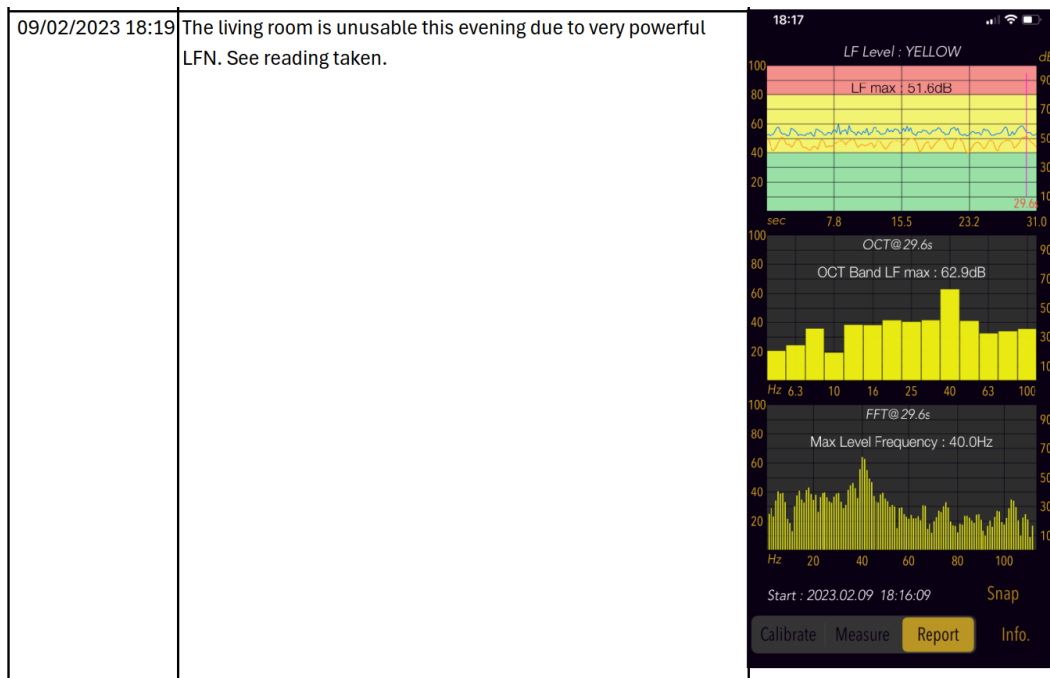 09/02/2023 18:19
The living room is unusable this evening due to very powerful
LFN. See reading taken.
18:17
LF Level : YELLOW
dB
LF max : 51.6dB
100
80
60
40
20
90
70
50
30
10
29.6s
sec 7.8 15.5 23.2 31.0
OCT@29.6s
OCT Band LF max : 62.9dB
100
80
60
40
20
90
70
50
30
10
Hz 6.3 10 16 25 40 63 100
FFT@29.6s
Max Level Frequency : 40.0Hz
100
80
60
40
20
90
70
50
30
10
Hz 20 40 60 80 100
Start : 2023.02.09 18:16:09
Snap
Calibrate Measure Report Info.